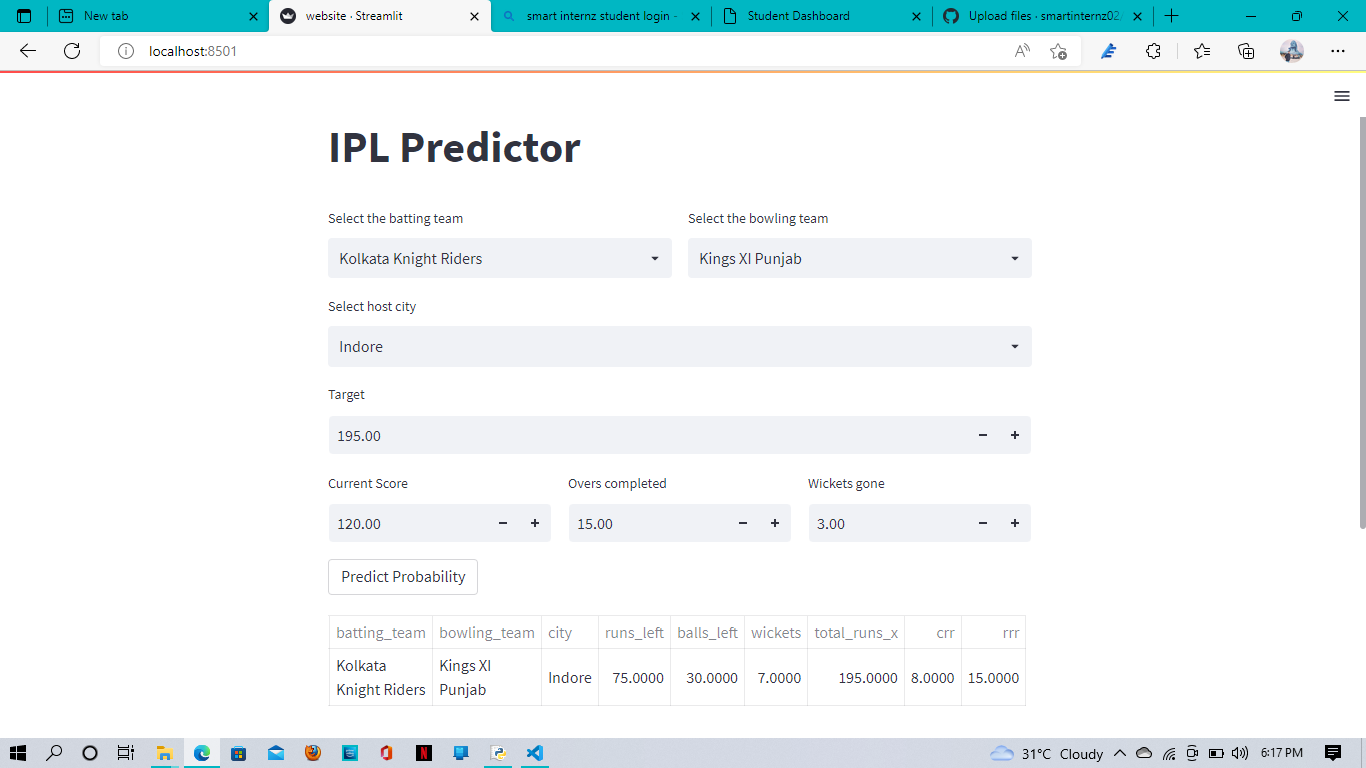 New tab
website · Streamlit
smart internz student login -
Student Dashboard
Upload files · smartinternz02/
localhost:8501
IPL Predictor
Select the batting team
Select the bowling team
Kolkata Knight Riders
Kings XI Punjab
Select host city
Indore
Target
195.00
Current Score
Overs completed
Wickets gone
120.00
15.00
3.00
Predict Probability
batting_team bowling_team city runs_left balls_left wickets total_runs_x crr rrr
Kolkata Knight Riders Kings XI Punjab Indore 75.0000 30.0000 7.0000 195.0000 8.0000 15.0000
31°C Cloudy
6:17 PM